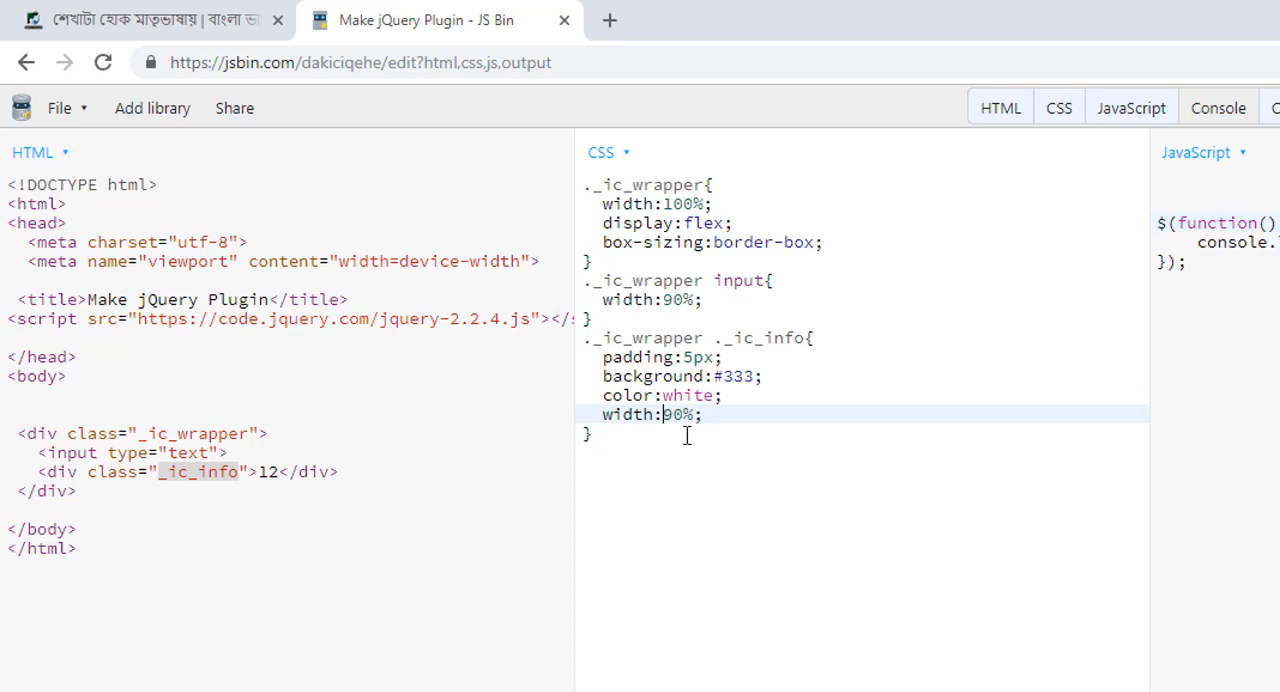 শেখাটা হোক মাতৃভাষায় | বাংলা ভা
Make jQuery Plugin - JS Bin
https://jsbin.com/dakiciqehe/edit?html,css,js,output
File
Add library
Share
HTML
CSS
JavaScript
Console
HTML
<!DOCTYPE html>
<html>
<head>
  <meta charset="utf-8">
  <meta name="viewport" content="width=device-width">
 <title>Make jQuery Plugin</title>
<script src="https://code.jquery.com/jquery-2.2.4.js"></s
</head>
<body>
 <div class="_ic_wrapper">
   <input type="text">
   <div class="_ic_info">12</div>
 </div>
</body>
</html>
CSS
._ic_wrapper{
  width:100%;
  display:flex;
  box-sizing:border-box;
}
._ic_wrapper input{
  width:90%;
}
._ic_wrapper ._ic_info{
  padding:5px;
  background:#333;
  color:white;
  width:90%;
}
JavaScript
$(function()
    console.
});